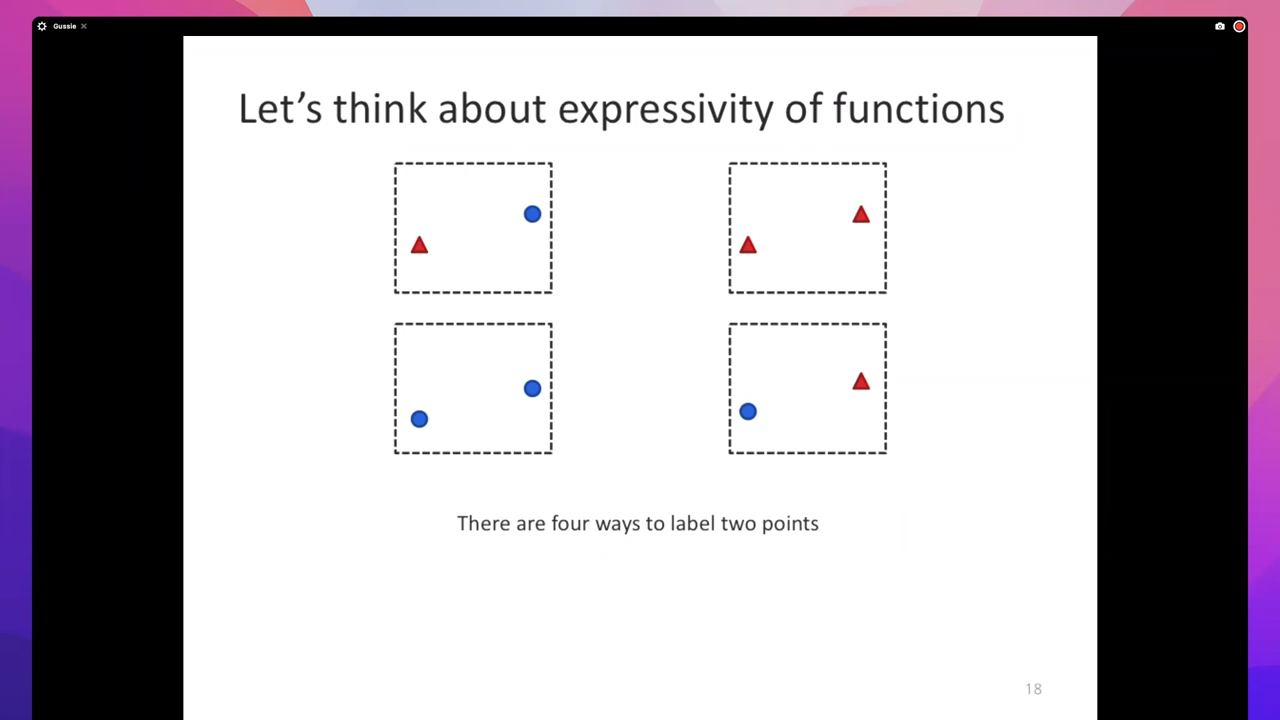 Gussie
Let's think about expressivity of functions
There are four ways to label two points
18